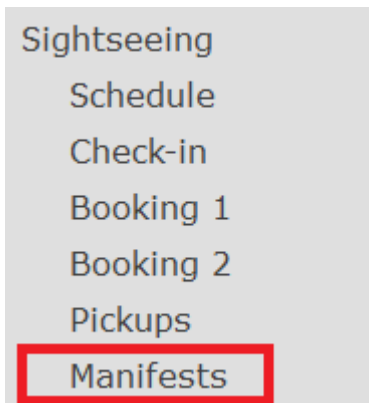 Sightseeing
Schedule
Check-in
Booking 1
Booking 2
Pickups
Manifests